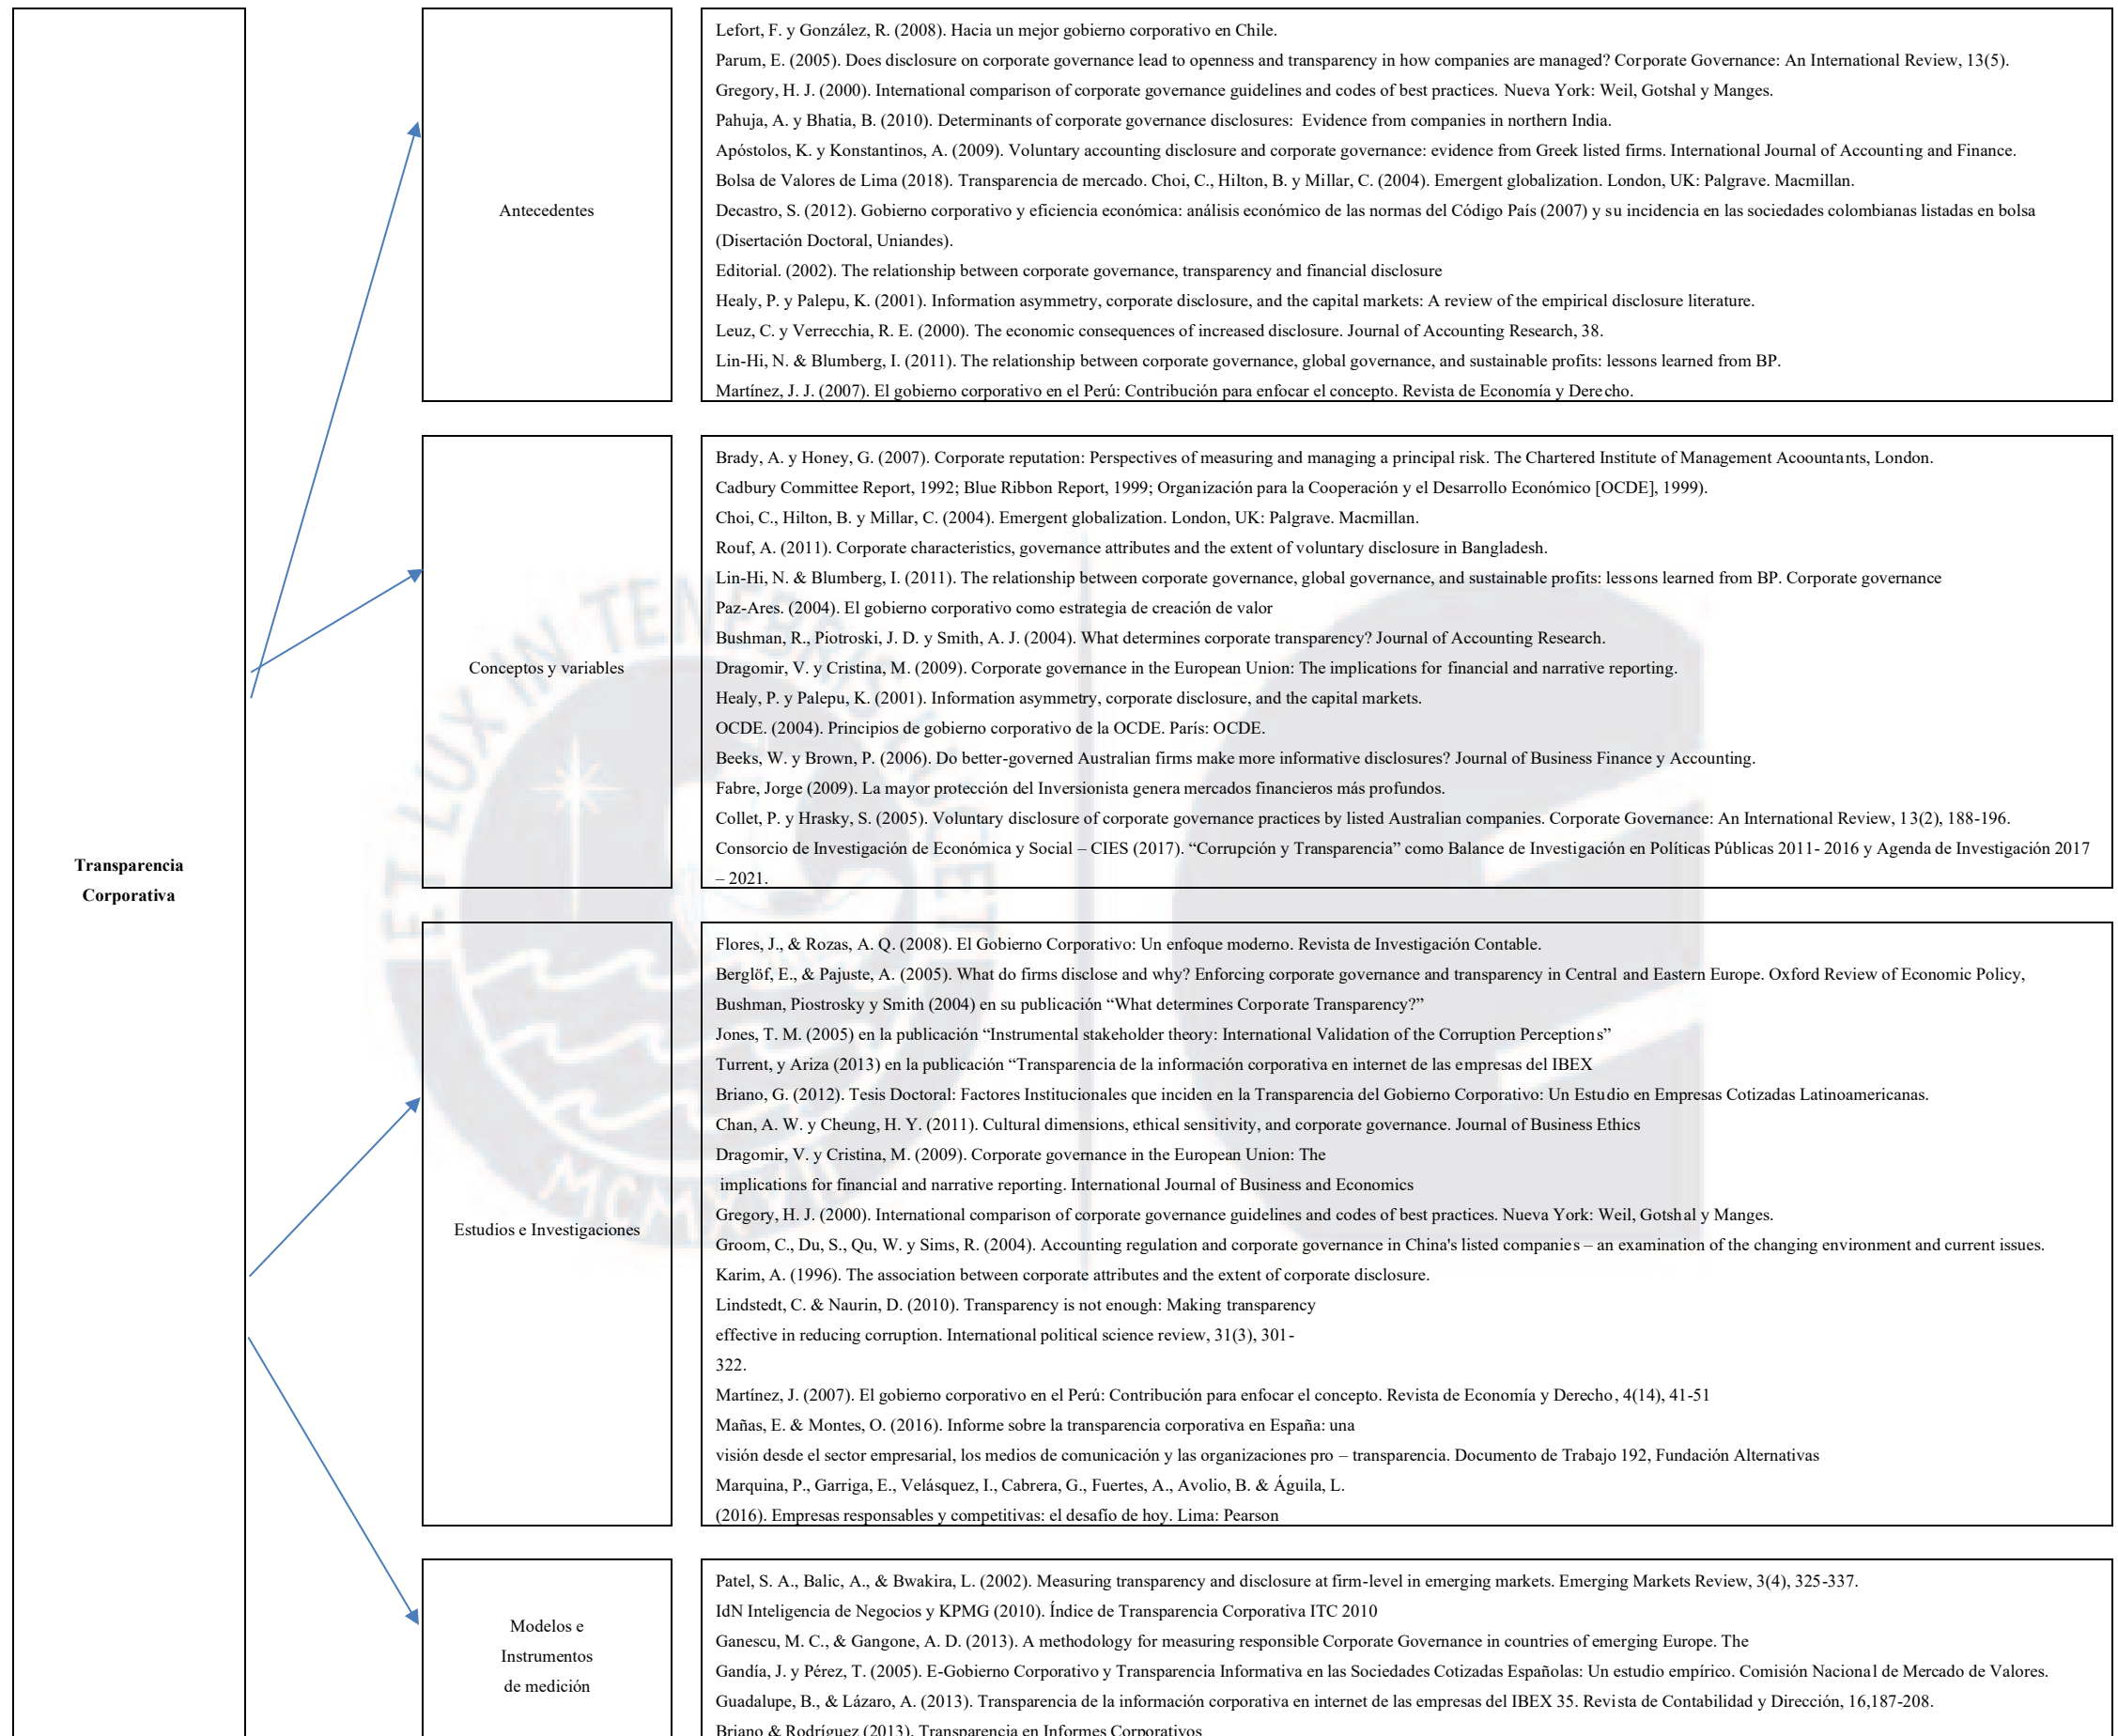 Transparencia
Corporativa
Antecedentes
Lefort, F. y González, R. (2008). Hacia un mejor gobierno corporativo en Chile.
Parum, E. (2005). Does disclosure on corporate governance lead to openness and transparency in how companies are managed? Corporate Governance: An International Review, 13(5).
Gregory, H. J. (2000). International comparison of corporate governance guidelines and codes of best practices. Nueva York: Weil, Gotshal y Manges.
Pahuja, A. y Bhatia, B. (2010). Determinants of corporate governance disclosures: Evidence from companies in northern India.
Apóstolos, K. y Konstantinos, A. (2009). Voluntary accounting disclosure and corporate governance: evidence from Greek listed firms. International Journal of Accounting and Finance.
Bolsa de Valores de Lima (2018). Transparencia de mercado. Choi, C., Hilton, B. y Millar, C. (2004). Emergent globalization. London, UK: Palgrave. Macmillan.
Decastro, S. (2012). Gobierno corporativo y eficiencia económica: análisis económico de las normas del Código País (2007) y su incidencia en las sociedades colombianas listadas en bolsa
(Disertación Doctoral, Uniandes).
Editorial. (2002). The relationship between corporate governance, transparency and financial disclosure
Healy, P. y Palepu, K. (2001). Information asymmetry, corporate disclosure, and the capital markets: A review of the empirical disclosure literature.
Leuz, C. y Verrecchia, R. E. (2000). The economic consequences of increased disclosure. Journal of Accounting Research, 38.
Lin-Hi, N. & Blumberg, I. (2011). The relationship between corporate governance, global governance, and sustainable profits: lessons learned from BP.
Martínez, J. J. (2007). El gobierno corporativo en el Perú: Contribución para enfocar el concepto. Revista de Economía y Derecho.
Conceptos y variables
Brady, A. y Honey, G. (2007). Corporate reputation: Perspectives of measuring and managing a principal risk. The Chartered Institute of Management Acoountants, London.
Cadbury Committee Report, 1992; Blue Ribbon Report, 1999; Organización para la Cooperación y el Desarrollo Económico [OCDE], 1999).
Choi, C., Hilton, B. y Millar, C. (2004). Emergent globalization. London, UK: Palgrave. Macmillan.
Rouf, A. (2011). Corporate characteristics, governance attributes and the extent of voluntary disclosure in Bangladesh.
Lin-Hi, N. & Blumberg, I. (2011). The relationship between corporate governance, global governance, and sustainable profits: lessons learned from BP. Corporate governance
Paz-Ares. (2004). El gobierno corporativo como estrategia de creación de valor
Bushman, R., Piotroski, J. D. y Smith, A. J. (2004). What determines corporate transparency? Journal of Accounting Research.
Dragomir, V. y Cristina, M. (2009). Corporate governance in the European Union: The implications for financial and narrative reporting.
Healy, P. y Palepu, K. (2001). Information asymmetry, corporate disclosure, and the capital markets.
OCDE. (2004). Principios de gobierno corporativo de la OCDE. París: OCDE.
Beeks, W. y Brown, P. (2006). Do better-governed Australian firms make more informative disclosures? Journal of Business Finance y Accounting.
Fabre, Jorge (2009). La mayor protección del Inversionista genera mercados financieros más profundos.
Collet, P. y Hrasky, S. (2005). Voluntary disclosure of corporate governance practices by listed Australian companies. Corporate Governance: An International Review, 13(2), 188-196.
Consorcio de Investigación de Económica y Social – CIES (2017). “Corrupción y Transparencia” como Balance de Investigación en Políticas Públicas 2011- 2016 y Agenda de Investigación 2017
– 2021.
Estudios e Investigaciones
Flores, J., & Rozas, A. Q. (2008). El Gobierno Corporativo: Un enfoque moderno. Revista de Investigación Contable.
Berglöf, E., & Pajuste, A. (2005). What do firms disclose and why? Enforcing corporate governance and transparency in Central and Eastern Europe. Oxford Review of Economic Policy,
Bushman, Piostrosky y Smith (2004) en su publicación “What determines Corporate Transparency?”
Jones, T. M. (2005) en la publicación “Instrumental stakeholder theory: International Validation of the Corruption Perceptions”
Turrent, y Ariza (2013) en la publicación “Transparencia de la información corporativa en internet de las empresas del IBEX
Briano, G. (2012). Tesis Doctoral: Factores Institucionales que inciden en la Transparencia del Gobierno Corporativo: Un Estudio en Empresas Cotizadas Latinoamericanas.
Chan, A. W. y Cheung, H. Y. (2011). Cultural dimensions, ethical sensitivity, and corporate governance. Journal of Business Ethics
Dragomir, V. y Cristina, M. (2009). Corporate governance in the European Union: The
implications for financial and narrative reporting. International Journal of Business and Economics
Gregory, H. J. (2000). International comparison of corporate governance guidelines and codes of best practices. Nueva York: Weil, Gotshal y Manges.
Groom, C., Du, S., Qu, W. y Sims, R. (2004). Accounting regulation and corporate governance in China's listed companies – an examination of the changing environment and current issues.
Karim, A. (1996). The association between corporate attributes and the extent of corporate disclosure.
Lindstedt, C. & Naurin, D. (2010). Transparency is not enough: Making transparency
effective in reducing corruption. International political science review, 31(3), 301-
322.
Martínez, J. (2007). El gobierno corporativo en el Perú: Contribución para enfocar el concepto. Revista de Economía y Derecho, 4(14), 41-51
Mañas, E. & Montes, O. (2016). Informe sobre la transparencia corporativa en España: una
visión desde el sector empresarial, los medios de comunicación y las organizaciones pro – transparencia. Documento de Trabajo 192, Fundación Alternativas
Marquina, P., Garriga, E., Velásquez, I., Cabrera, G., Fuertes, A., Avolio, B. & Águila, L.
(2016). Empresas responsables y competitivas: el desafío de hoy. Lima: Pearson
Modelos e
Instrumentos
de medición
Patel, S. A., Balic, A., & Bwakira, L. (2002). Measuring transparency and disclosure at firm-level in emerging markets. Emerging Markets Review, 3(4), 325-337.
IdN Inteligencia de Negocios y KPMG (2010). Índice de Transparencia Corporativa ITC 2010
Ganescu, M. C., & Gangone, A. D. (2013). A methodology for measuring responsible Corporate Governance in countries of emerging Europe. The
Gandía, J. y Pérez, T. (2005). E-Gobierno Corporativo y Transparencia Informativa en las Sociedades Cotizadas Españolas: Un estudio empírico. Comisión Nacional de Mercado de Valores.
Guadalupe, B., & Lázaro, A. (2013). Transparencia de la información corporativa en internet de las empresas del IBEX 35. Revista de Contabilidad y Dirección, 16,187-208.
Briano & Rodríguez (2013). Transparencia en Informes Corporativos
ET LUX IN TENEBRIS LUCET